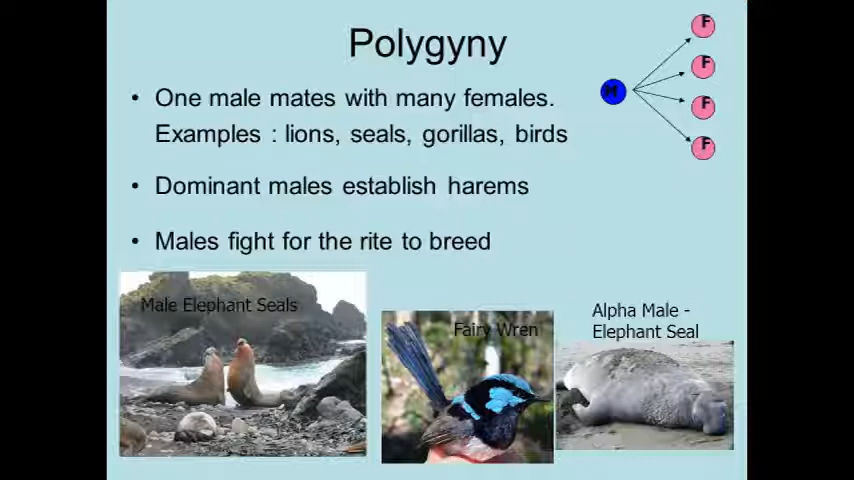 Polygyny
• One male mates with many females.
Examples : lions, seals, gorillas, birds
• Dominant males establish harems
• Males fight for the rite to breed
M
F
F
F
F
Male Elephant Seals
Fairy Wren
Alpha Male -
Elephant Seal